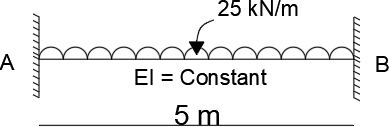 25 kN/m
A
B
EI = Constant
5 m